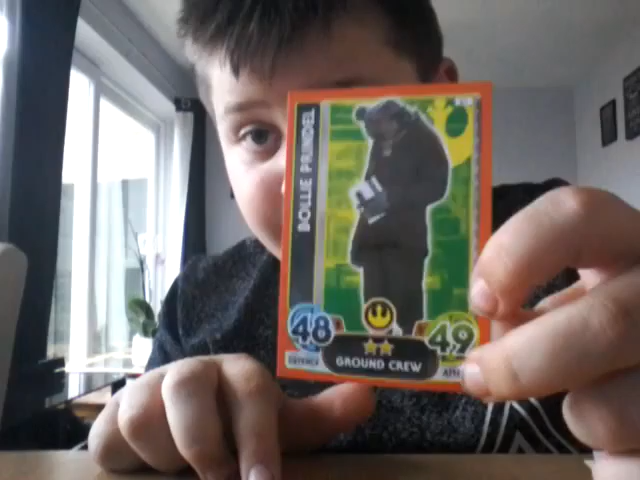 BOLLIE PRINDEL
48
49
DEFENCE
GROUND CREW